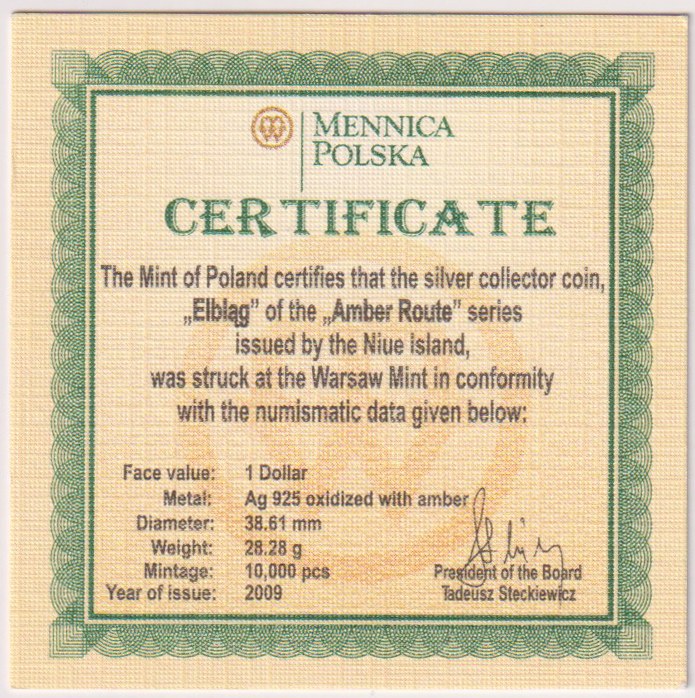 MENNICA
POLSKA
CERTIFICATE
The Mint of Poland certifies that the silver collector coin,
„Elbląg” of the „Amber Route” series
issued by the Niue Island,
was struck at the Warsaw Mint in conformity
with the numismatic data given below:
Face value: 1 Dollar
Metal: Ag 925 oxidized with amber
Diameter: 38.61 mm
Weight: 28.28 g
Mintage: 10,000 pcs
Year of issue: 2009
President of the Board
Tadeusz Steckiewicz